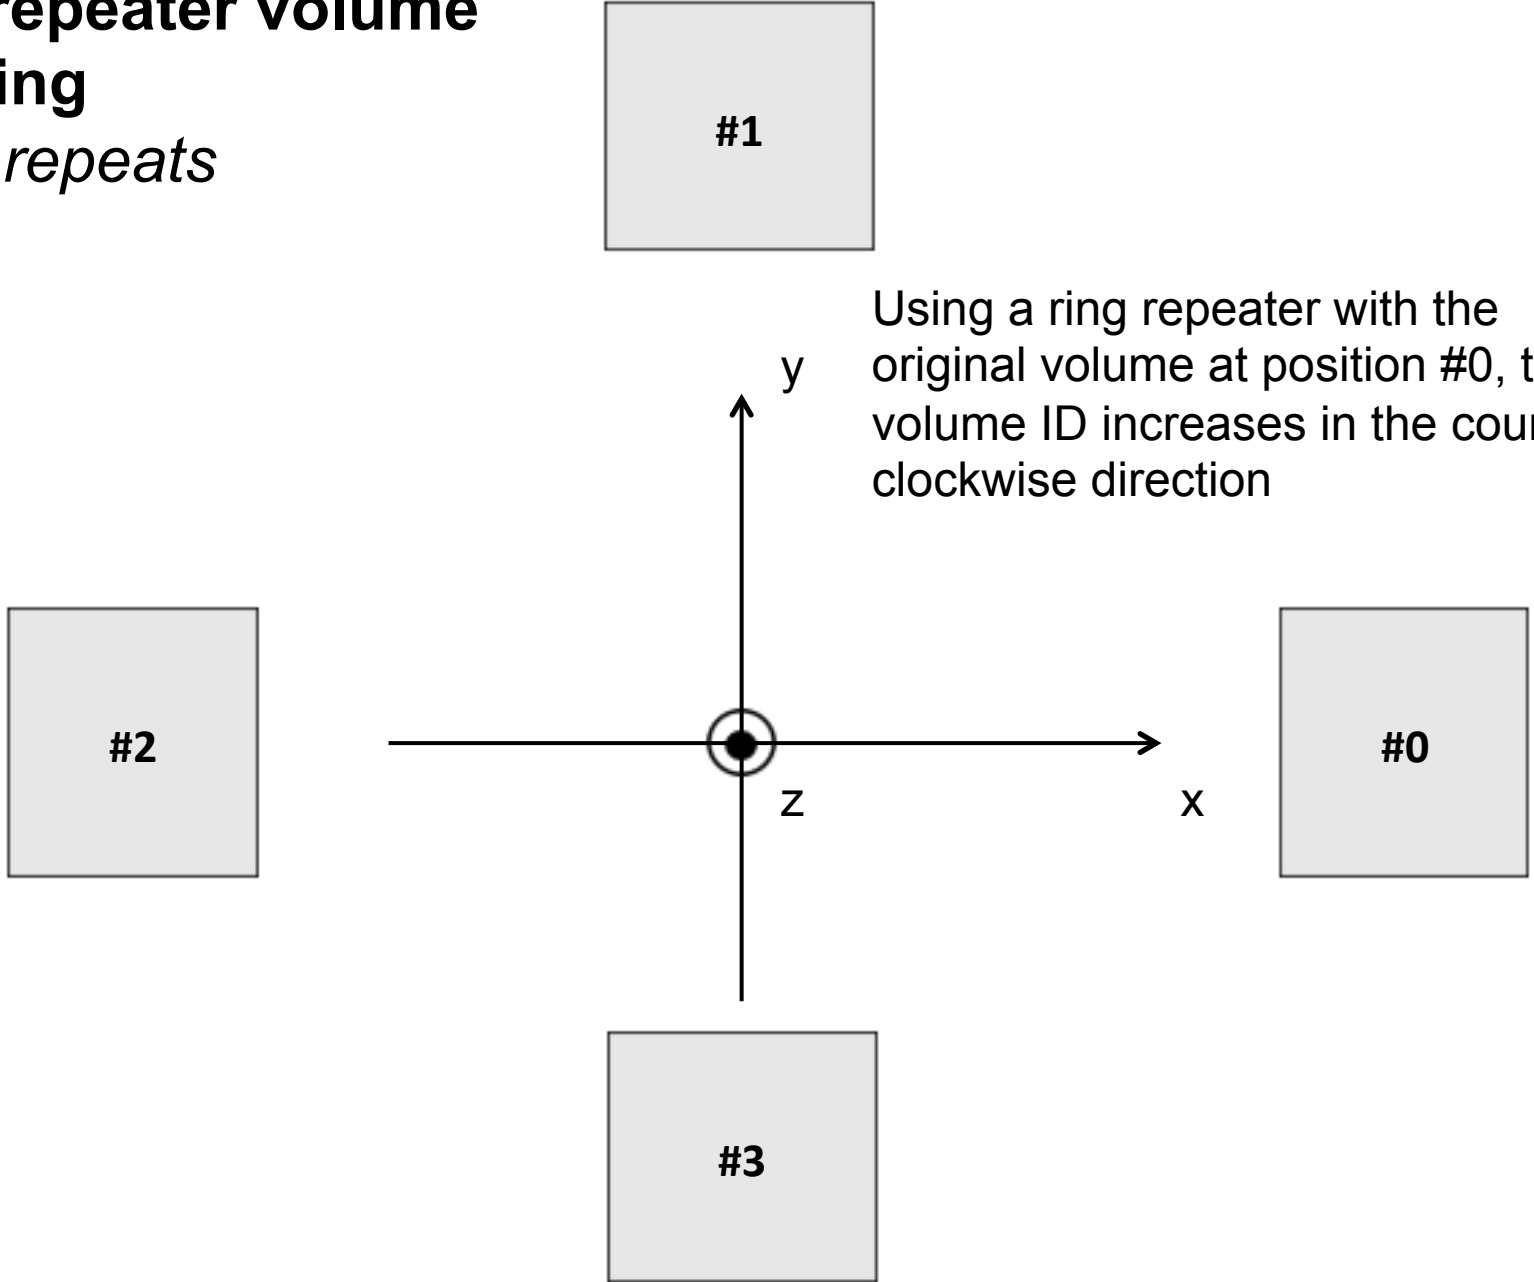 repeater volume
ing
repeats
#1
Using a ring repeater with the
y
original volume at position #0, t
volume ID increases in the cour
clockwise direction
#2
#0
z
x
#3